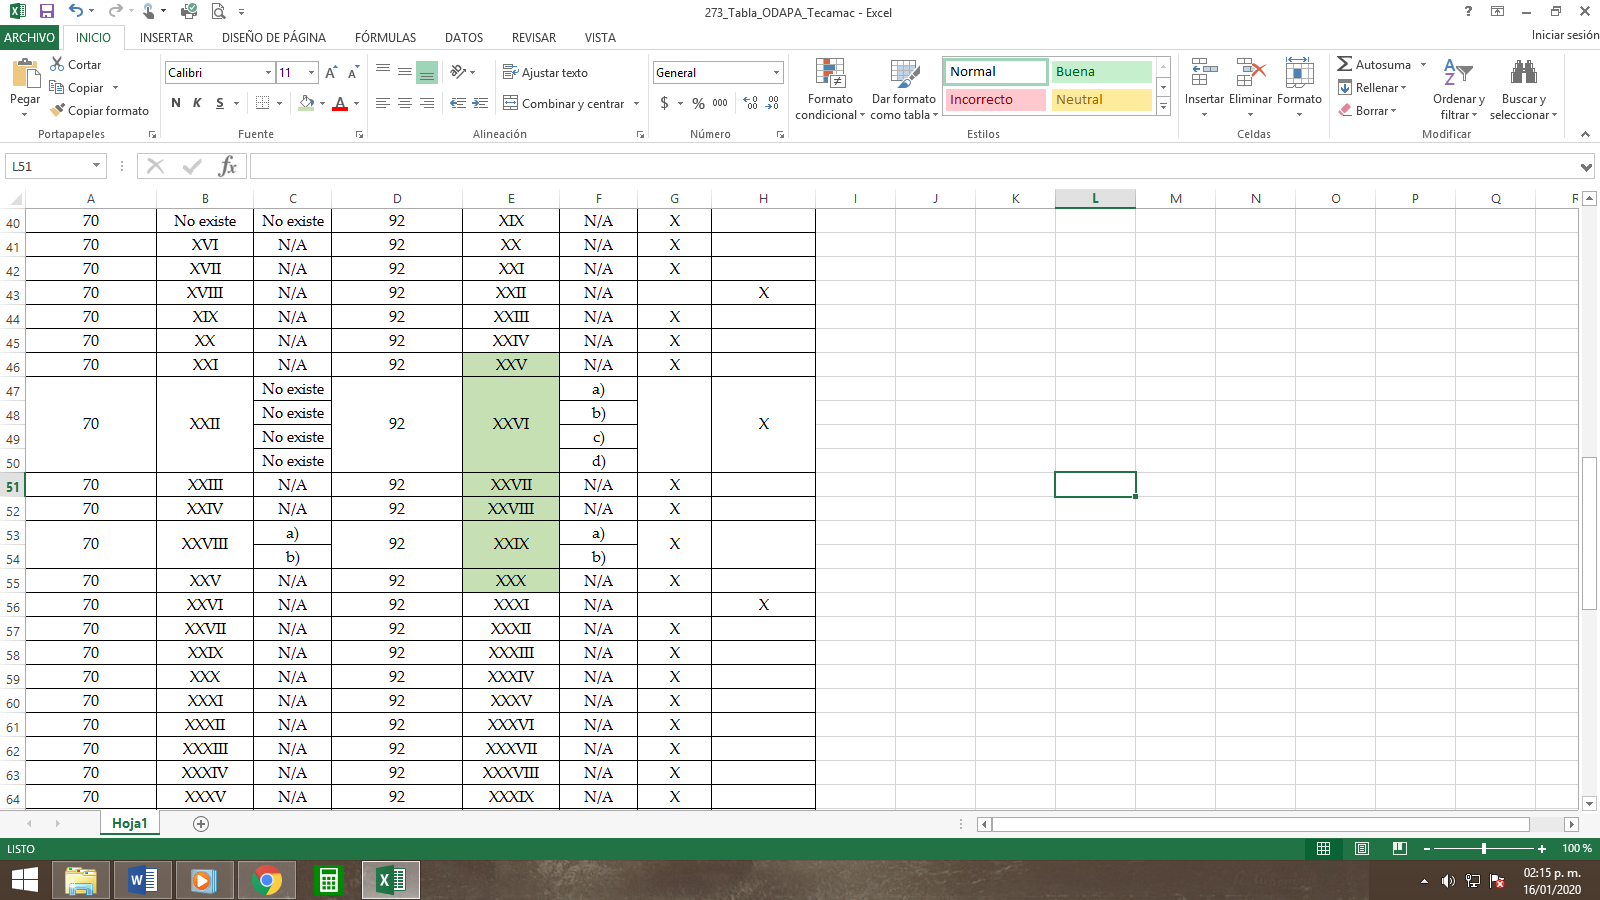 273_Tabla_ODAPA_Tecamac - Excel
?
ARCHIVO INICIO INSERTAR DISEÑO DE PÁGINA FÓRMULAS DATOS REVISAR VISTA Iniciar sesión
Pegar
Cortar
Copiar
Copiar formato
Portapapeles
Calibri 11 A A
N K S A
Fuente
Ajustar texto
Combinar y centrar
Alineación
General
$ % 000
Número
Formato condicional
Dar formato como tabla
Normal Buena
Incorrecto Neutral
Estilos
Insertar Eliminar Formato
Celdas
Autosuma
Rellenar
Borrar
Ordenar y filtrar
Buscar y seleccionar
Modificar
L51 fx
A B C D E F G H I J K L M N O P Q R
40 70 No existe No existe 92 XIX N/A X
41 70 XVI N/A 92 XX N/A X
42 70 XVII N/A 92 XXI N/A X
43 70 XVIII N/A 92 XXII N/A X
44 70 XIX N/A 92 XXIII N/A X
45 70 XX N/A 92 XXIV N/A X
46 70 XXI N/A 92 XXV N/A X
47 No existe a)
48 No existe b)
70 XXII 92 XXVI X
49 No existe c)
50 No existe d)
51 70 XXIII N/A 92 XXVII N/A X
52 70 XXIV N/A 92 XXVIII N/A X
53 a) a)
70 XXVIII 92 XXIX X
54 b) b)
55 70 XXV N/A 92 XXX N/A X
56 70 XXVI N/A 92 XXXI N/A X
57 70 XXVII N/A 92 XXXII N/A X
58 70 XXIX N/A 92 XXXIII N/A X
59 70 XXX N/A 92 XXXIV N/A X
60 70 XXXI N/A 92 XXXV N/A X
61 70 XXXII N/A 92 XXXVI N/A X
62 70 XXXIII N/A 92 XXXVII N/A X
63 70 XXXIV N/A 92 XXXVIII N/A X
64 70 XXXV N/A 92 XXXIX N/A X
Hoja1
LISTO 100 %
02:15 p. m.
16/01/2020